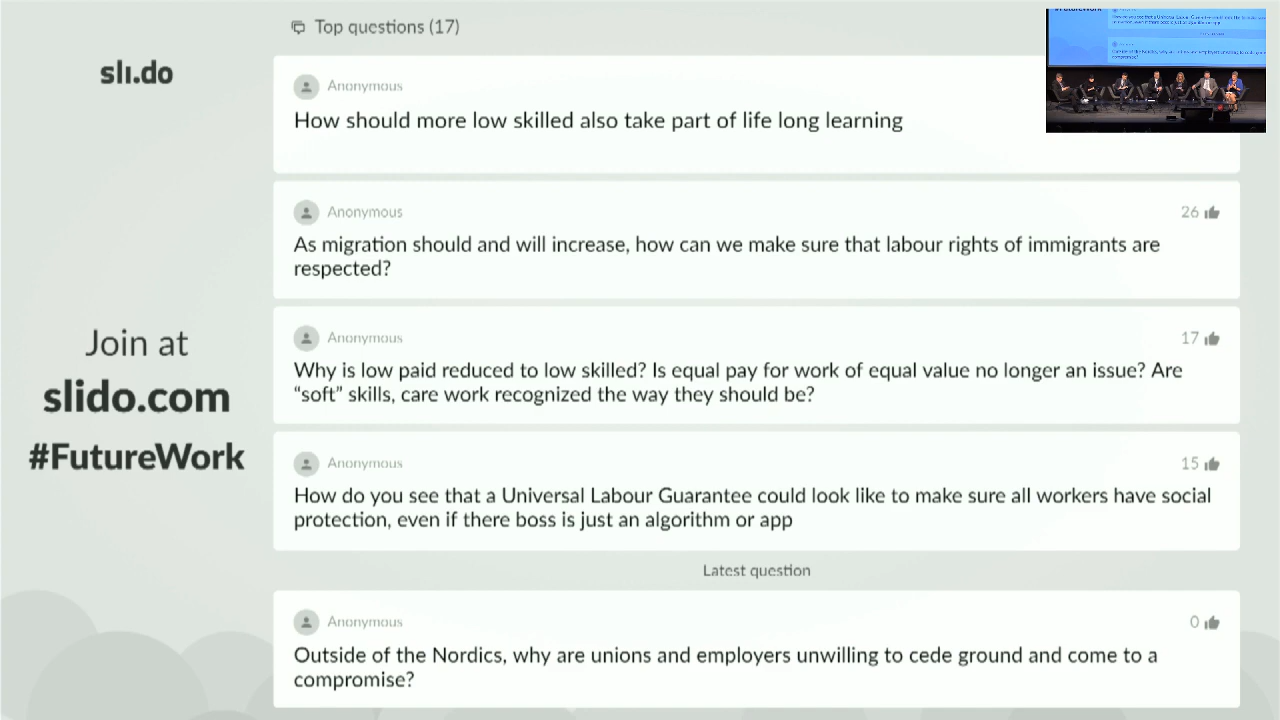 Top questions (17)
sli.do
Anonymous
How should more low skilled also take part of life long learning
Anonymous
26
As migration should and will increase, how can we make sure that labour rights of immigrants are
respected?
Anonymous
17
Why is low paid reduced to low skilled? Is equal pay for work of equal value no longer an issue? Are
“soft” skills, care work recognized the way they should be?
Join at
slido.com
#FutureWork
Anonymous
15
How do you see that a Universal Labour Guarantee could look like to make sure all workers have social
protection, even if there boss is just an algorithm or app
Latest question
Anonymous
0
Outside of the Nordics, why are unions and employers unwilling to cede ground and come to a
compromise?